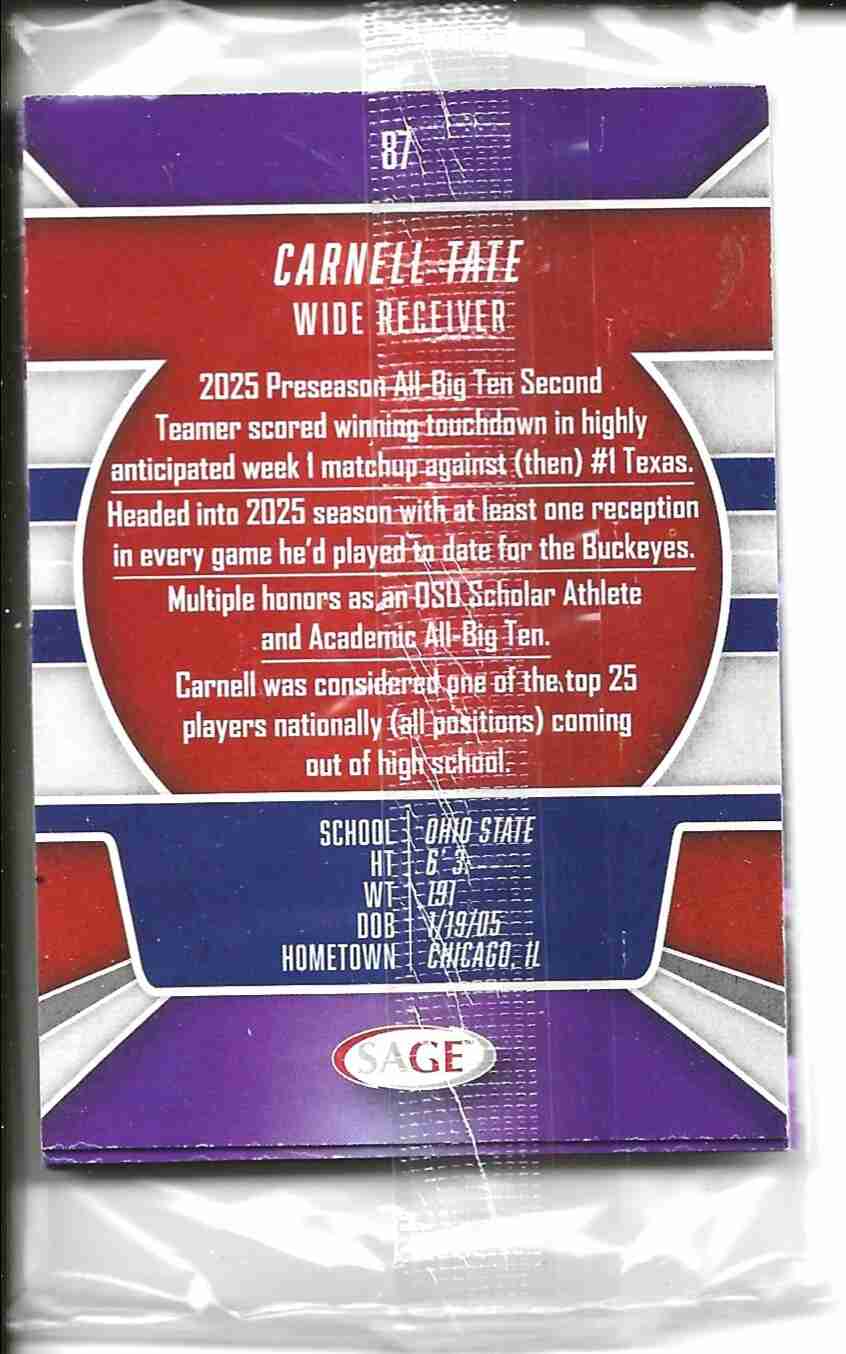 87
CARNELL TATE
WIDE RECEIVER
2025 Preseason All-Big Ten Second
Teamer scored winning touchdown in highly
anticipated week 1 matchup against (then) #1 Texas.
Headed into 2025 season with at least one reception
in every game he'd played to date for the Buckeyes.
Multiple honors as an OSU Scholar Athlete
and Academic All-Big Ten.
Carnell was considered one of the top 25
players nationally (all positions) coming
out of high school.
SCHOOL OHIO STATE
HT 6' 3
WT 191
DOB 1/19/05
HOMETOWN CHICAGO, IL
SAGE